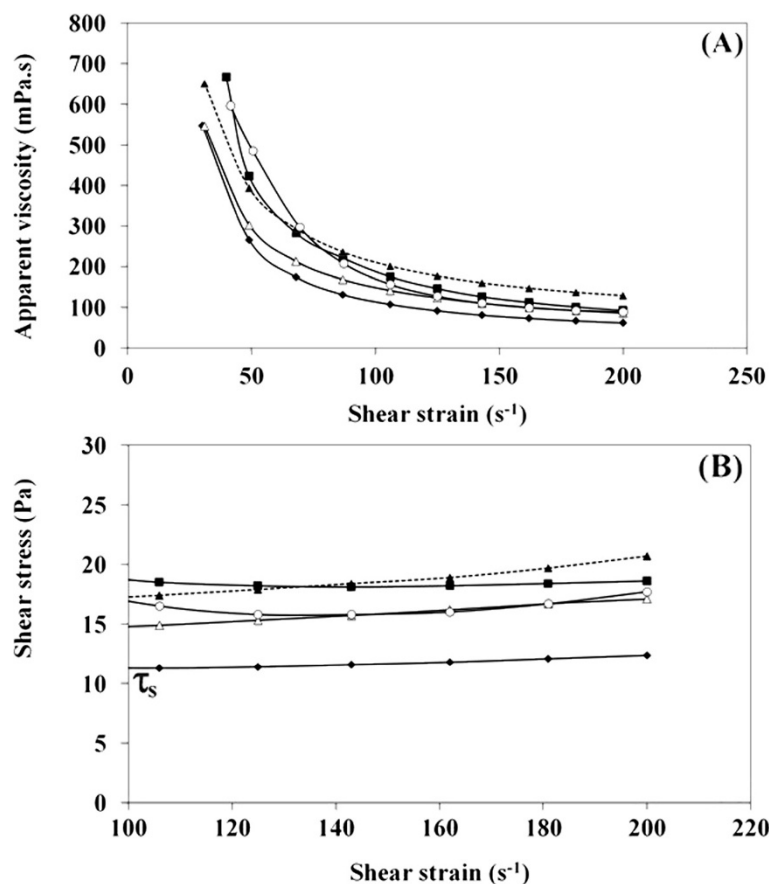 (A)
Apparent viscosity (mPa.s)
800
700
600
500
400
300
200
100
0
0 50 100 150 200 250
Shear strain (s⁻¹)
(B)
Shear stress (Pa)
30
25
20
15
10
5
0
τs
100 120 140 160 180 200 220
Shear strain (s⁻¹)